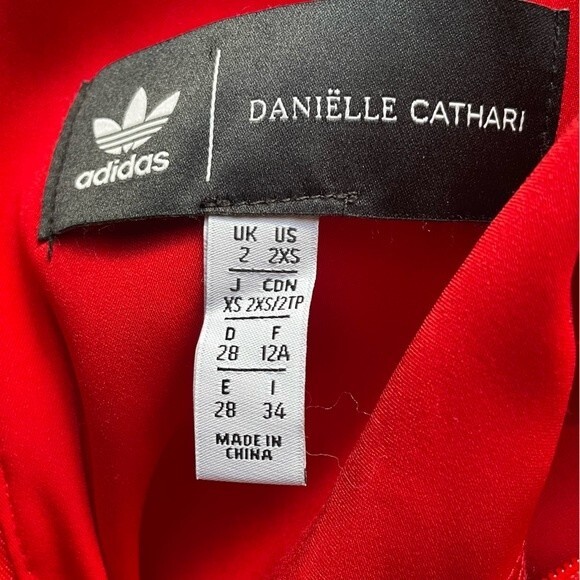 adidas
DANIËLLE CATHARI
UK US
2 2XS
J CDN
XS 2XS/2TP
D F
28 12A
E I
28 34
MADE IN
CHINA